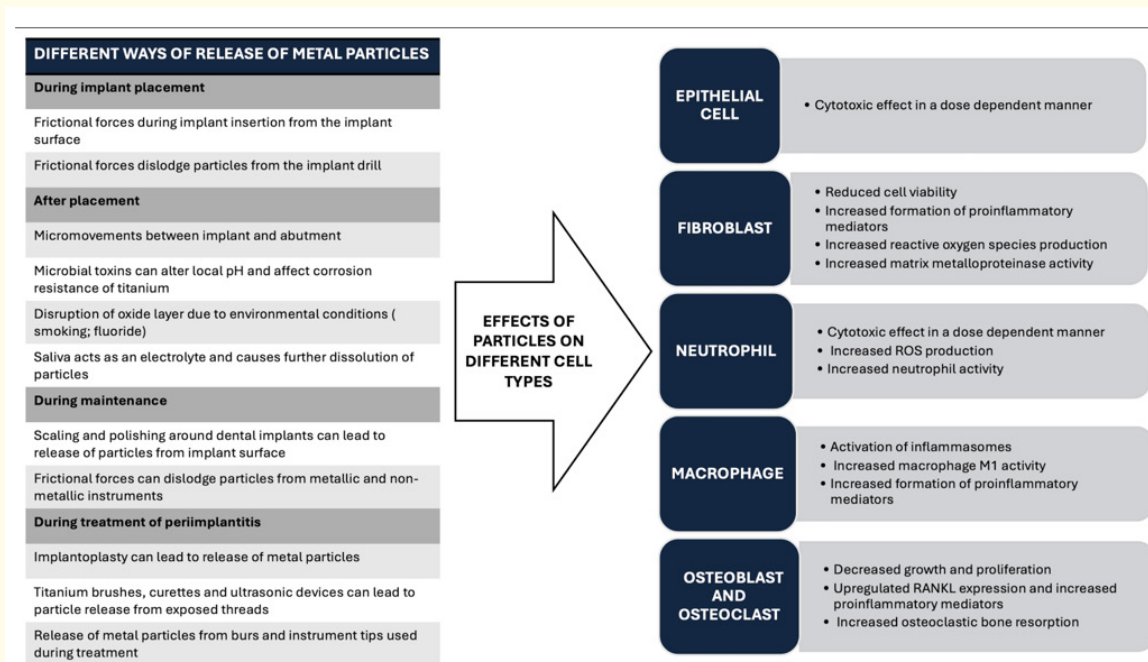 DIFFERENT WAYS OF RELEASE OF METAL PARTICLES
During implant placement
Frictional forces during implant insertion from the implant
surface
Frictional forces dislodge particles from the implant drill
After placement
Micromovements between implant and abutment
Microbial toxins can alter local pH and affect corrosion
resistance of titanium
Disruption of oxide layer due to environmental conditions (
smoking; fluoride)
Saliva acts as an electrolyte and causes further dissolution of
particles
During maintenance
Scaling and polishing around dental implants can lead to
release of particles from implant surface
Frictional forces can dislodge particles from metallic and non-
metallic instruments
During treatment of periimplantitis
Implantoplasty can lead to release of metal particles
Titanium brushes, curettes and ultrasonic devices can lead to
particle release from exposed threads
Release of metal particles from burs and instrument tips used
during treatment
EFFECTS OF
PARTICLES ON
DIFFERENT CELL
TYPES
EPITHELIAL
CELL
• Cytotoxic effect in a dose dependent manner
FIBROBLAST
• Reduced cell viability
• Increased formation of proinflammatory
mediators
• Increased reactive oxygen species production
• Increased matrix metalloproteinase activity
NEUTROPHIL
• Cytotoxic effect in a dose dependent manner
• Increased ROS production
• Increased neutrophil activity
MACROPHAGE
• Activation of inflammasomes
• Increased macrophage M1 activity
• Increased formation of proinflammatory
mediators
OSTEOBLAST
AND
OSTEOCLAST
• Decreased growth and proliferation
• Upregulated RANKL expression and increased
proinflammatory mediators
• Increased osteoclastic bone resorption